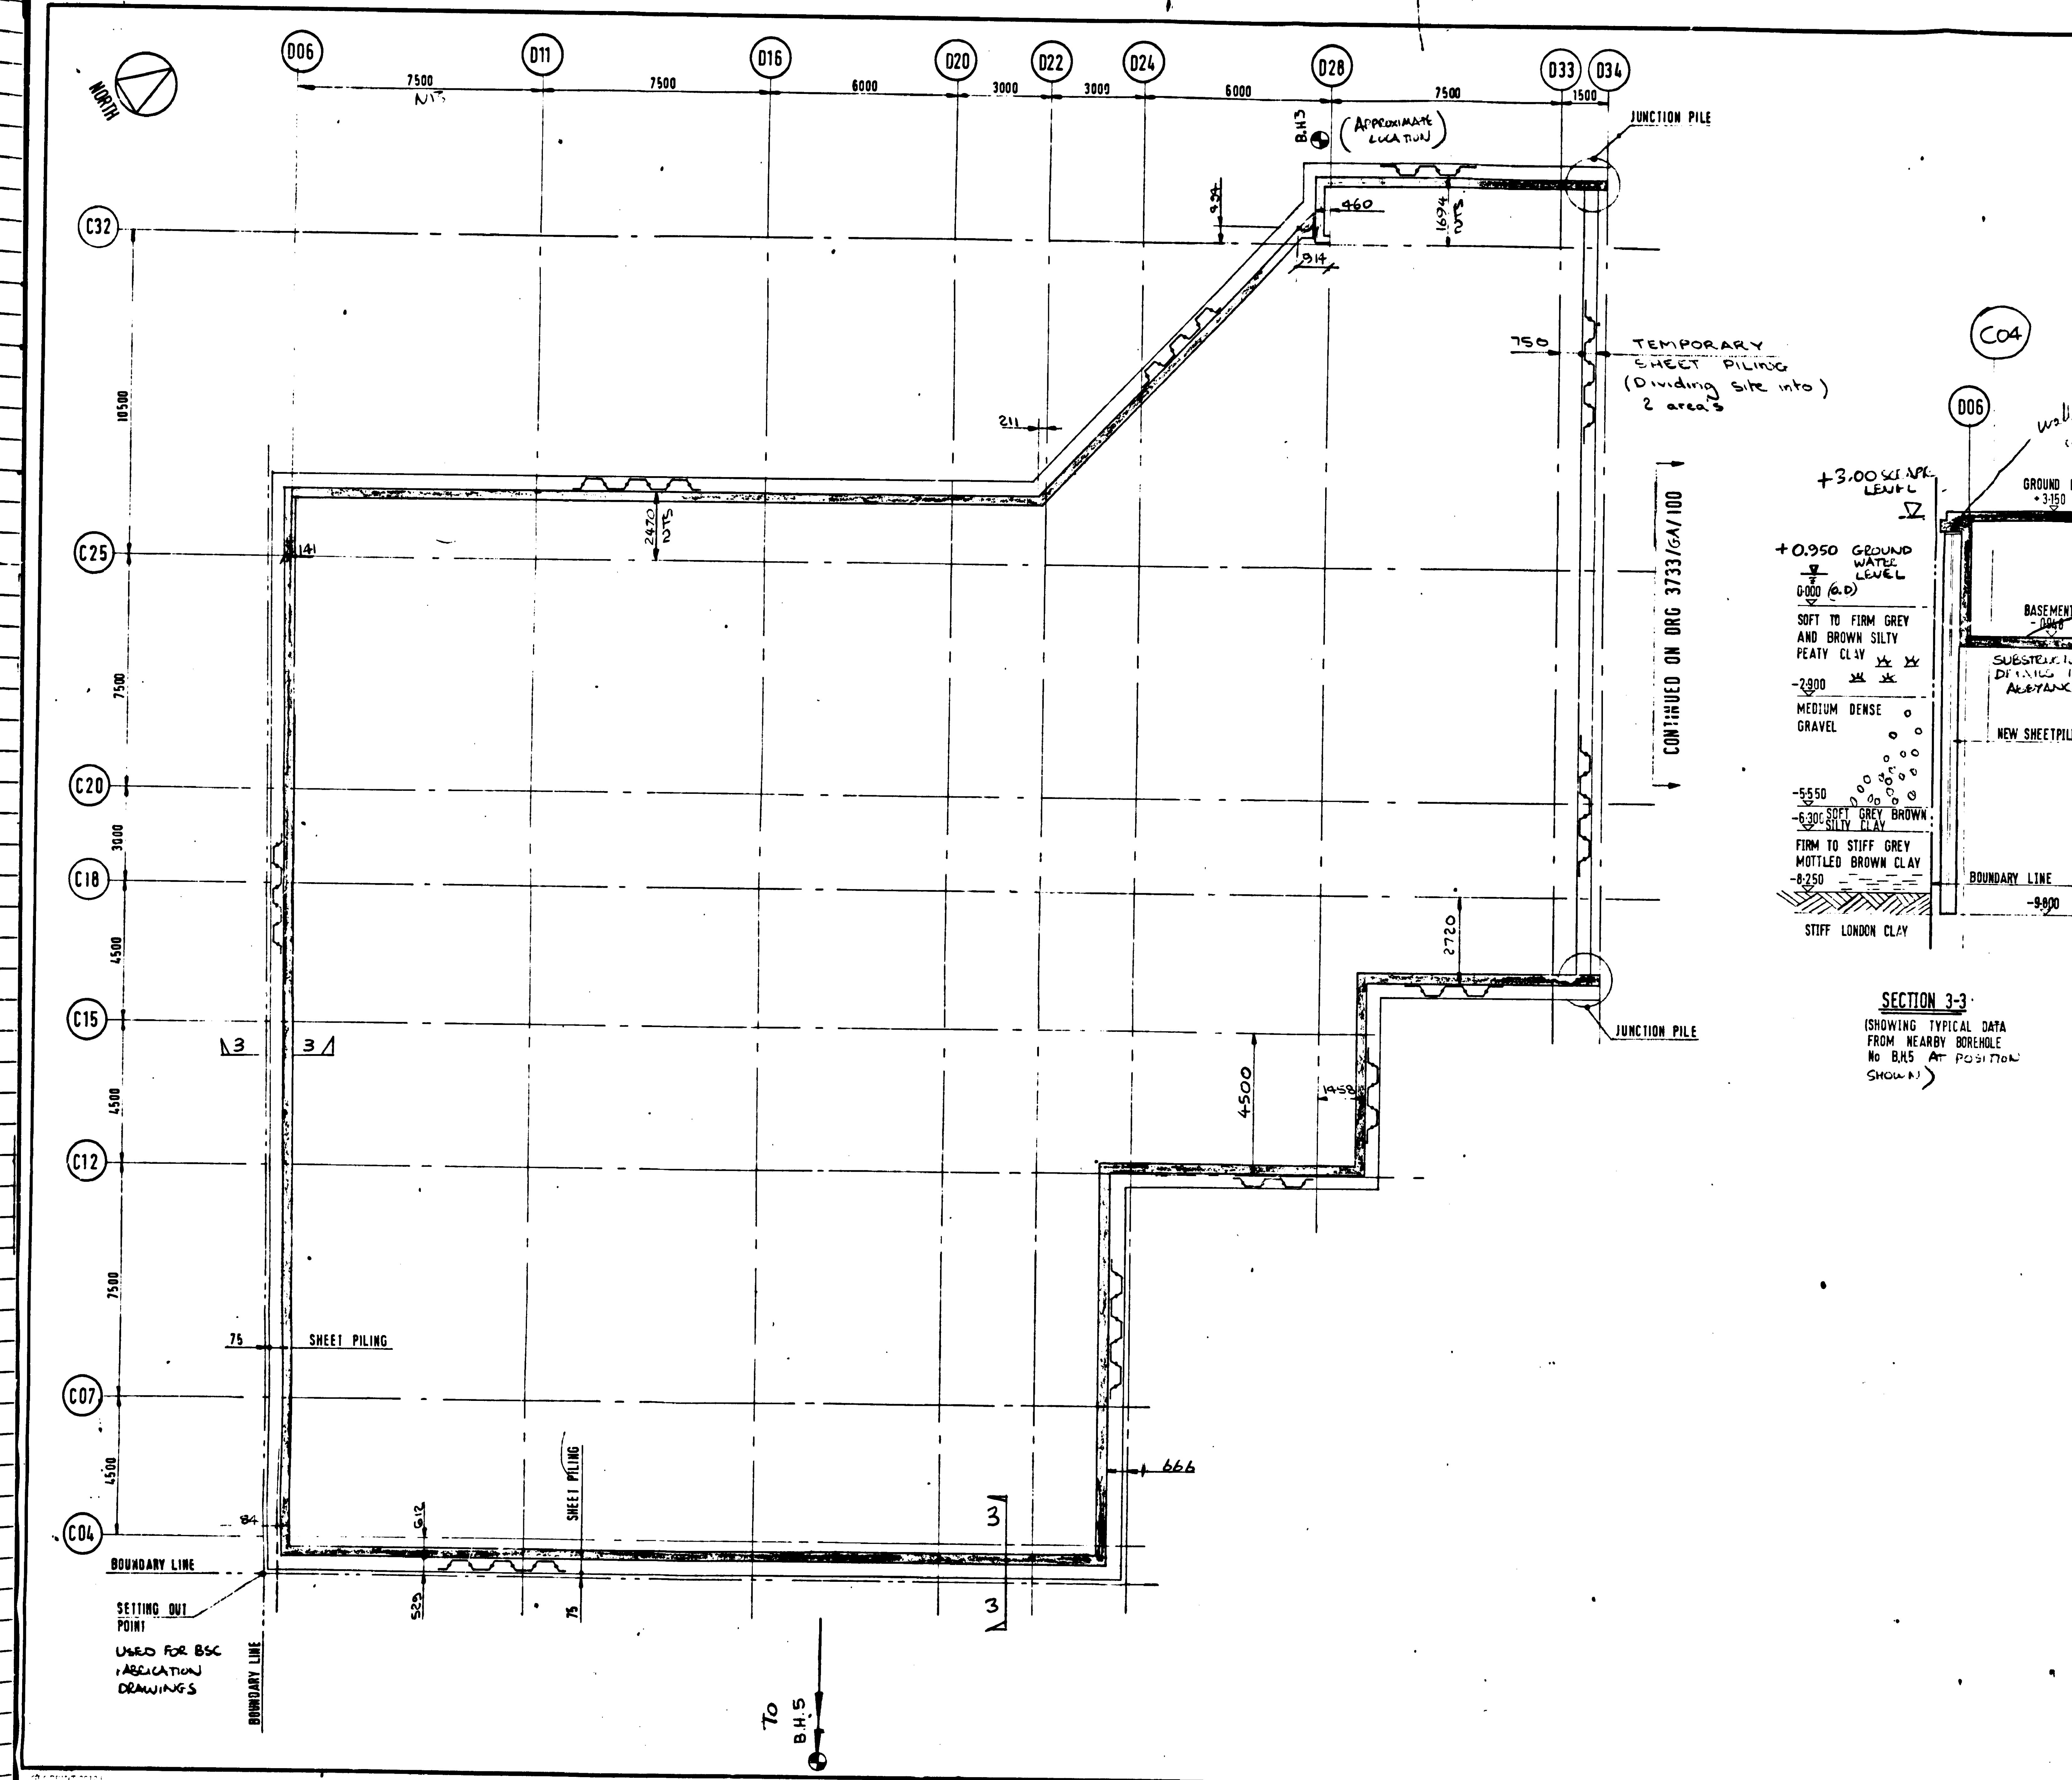 D06
D11
D16
D20
D22
D24
D28
D33
D34
7500
7500
6000
3000
3000
6000
7500
1500
NORTH
JUNCTION PILE
B.H3
(APPROXIMATE
LOCATION)
C32
460
1694
NTS
914
750
TEMPORARY
SHEET PILING
(Dividing site into)
2 area's
C04
D06
10500
211
+3.00
LEVEL
GROUND
+3.150
2470
NTS
C25
141
+0.950 GROUND
WATER
LEVEL
0.000 (O.D)
CONTINUED ON DRG 3733/GA/100
SOFT TO FIRM GREY
AND BROWN SILTY
PEATY CLAY
BASEMENT
-2.900
MEDIUM DENSE
GRAVEL
7500
NEW SHEETPIL
C20
-5.550
-6.300 SOFT GREY BROWN
SILTY CLAY
3000
FIRM TO STIFF GREY
MOTTLED BROWN CLAY
C18
-8.250
BOUNDARY LINE
-9.800
STIFF LONDON CLAY
2720
4500
C15
3 3
SECTION 3-3
(SHOWING TYPICAL DATA
FROM NEARBY BOREHOLE
No B.H.5 AT POSITION
SHOWN)
JUNCTION PILE
4500
4500
1458
C12
7500
75
SHEET PILING
C07
4500
SHEET PILING
666
84
612
3
C04
BOUNDARY LINE
529
75
3
SETTING OUT
POINT
USED FOR BSC
FABRICATION
DRAWINGS
BOUNDARY LINE
TO
B.H.5